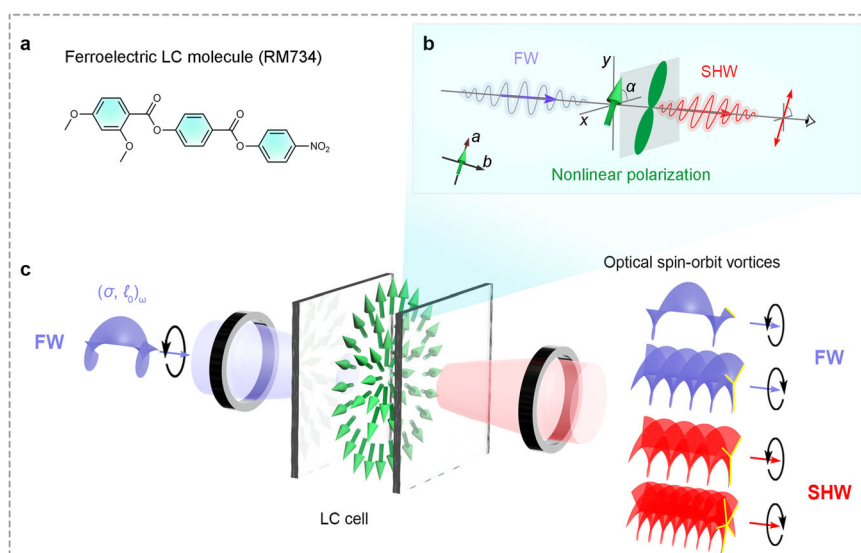 a
Ferroelectric LC molecule (RM734)
O
O
O
O
O
O
NO₂
b
FW
y
α
SHW
x
a
b
Nonlinear polarization
c
(σ, ℓ₀)ω
FW
LC cell
Optical spin-orbit vortices
FW
SHW